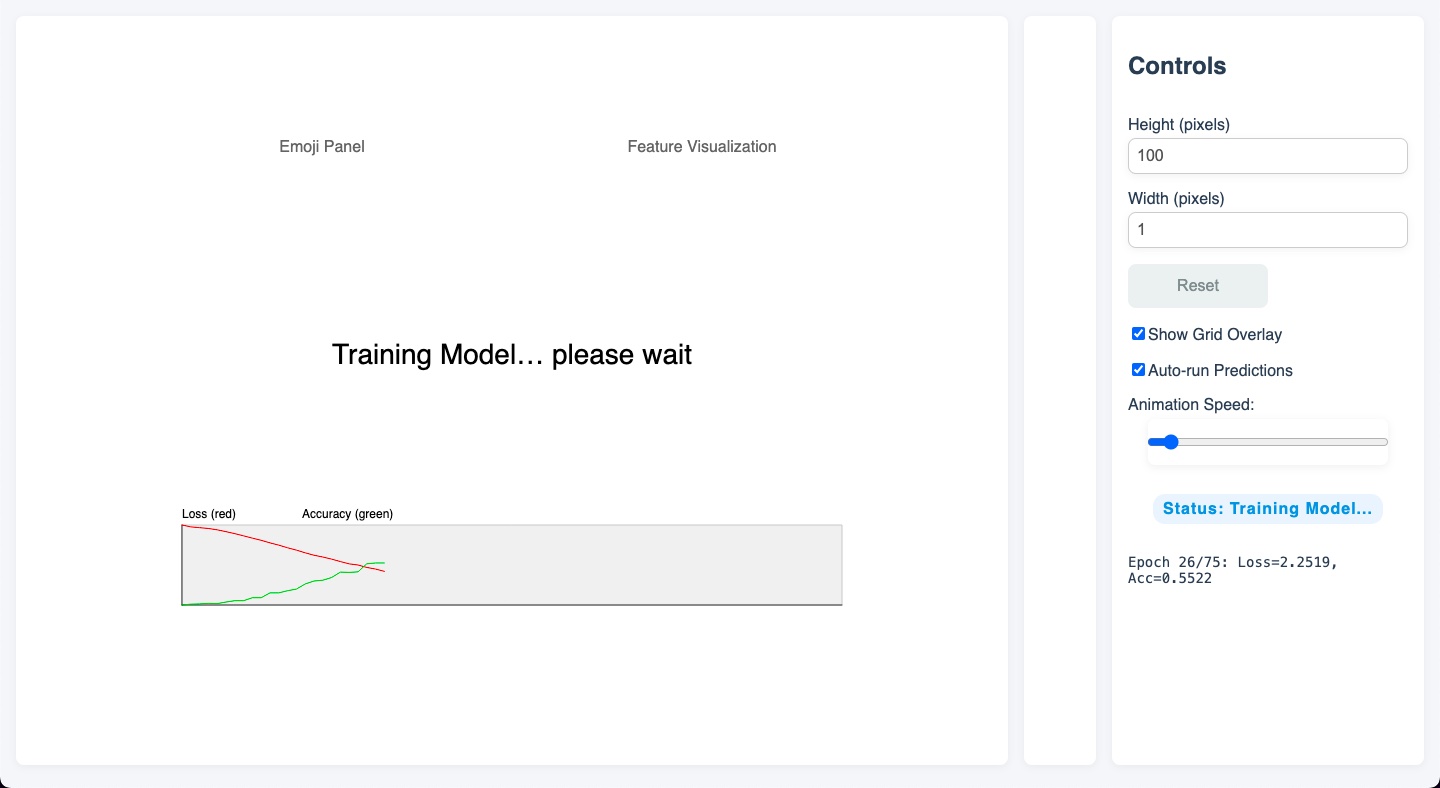 Emoji Panel
Feature Visualization
Training Model... please wait
Loss (red)
Accuracy (green)
Controls
Height (pixels)
100
Width (pixels)
1
Reset
Show Grid Overlay
Auto-run Predictions
Animation Speed:
Status: Training Model...
Epoch 26/75: Loss=2.2519,
Acc=0.5522